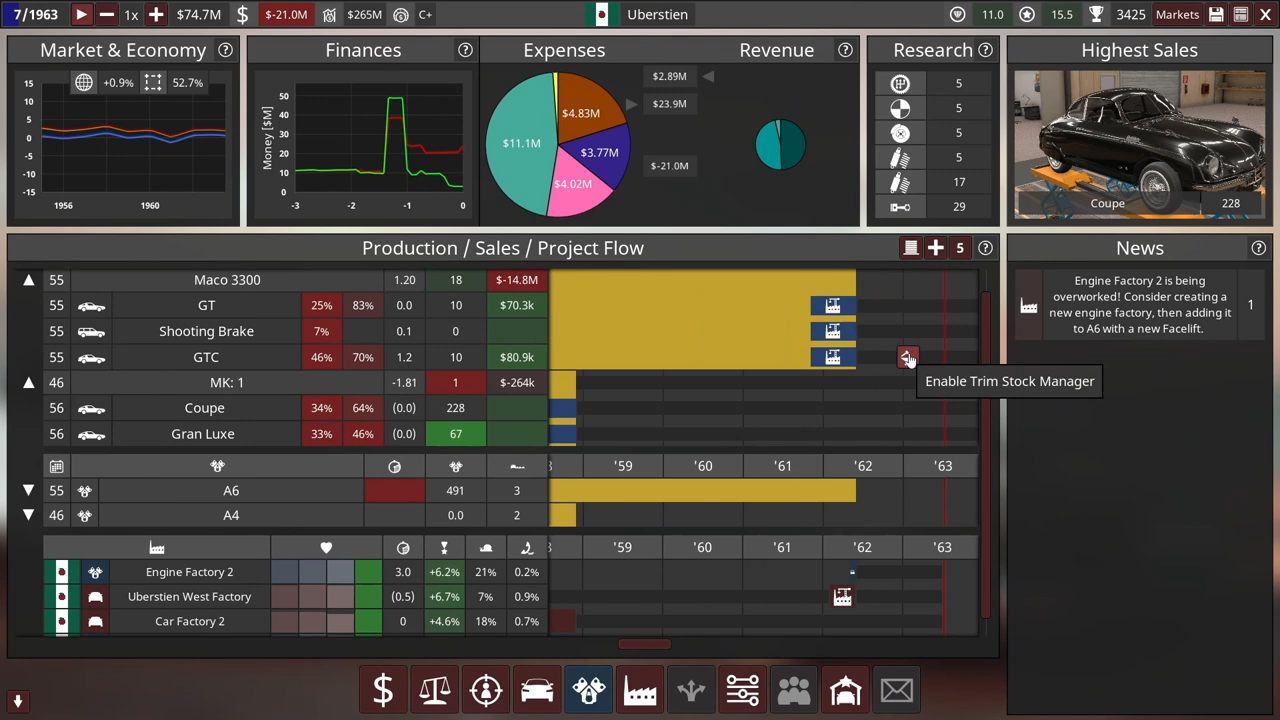 7/1963 1x $74.7M $-21.0M $265M C+ Uberstien 11.0 15.5 3425 Markets
Market & Economy
+0.9% 52.7%
15
10
5
0
-5
-10
-15
1956 1960
Finances
Money [$M]
50
40
30
20
10
0
-3 -2 -1 0
Expenses
$4.83M
$11.1M
$3.77M
$4.02M
$2.89M
$23.9M
$-21.0M
Revenue
Research
5
5
5
5
17
29
Highest Sales
Coupe 228
Production / Sales / Project Flow 5
55 Maco 3300 1.20 18 $-14.8M
55 GT 25% 83% 0.0 10 $70.3k
55 Shooting Brake 7% 0.1 0
55 GTC 46% 70% 1.2 10 $80.9k
Enable Trim Stock Manager
46 MK: 1 -1.81 1 $-264k
56 Coupe 34% 64% (0.0) 228
56 Gran Luxe 33% 46% (0.0) 67
'59 '60 '61 '62 '63
55 A6 491 3
46 A4 0.0 2
'59 '60 '61 '62 '63
Engine Factory 2 3.0 +6.2% 21% 0.2%
Uberstien West Factory (0.5) +6.7% 7% 0.9%
Car Factory 2 0 +4.6% 18% 0.7%
News
Engine Factory 2 is being
overworked! Consider creating a
new engine factory, then adding it
to A6 with a new Facelift.
1